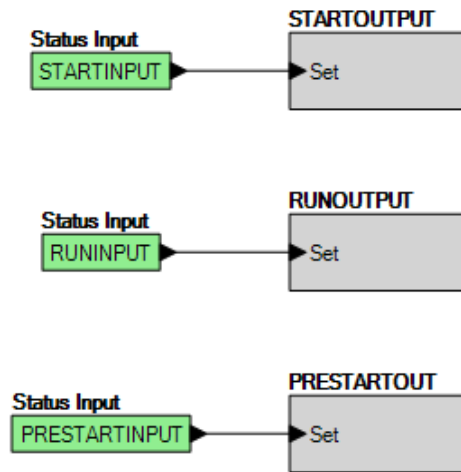 STARTOUTPUT
Status Input
STARTINPUT
Set
RUNOUTPUT
Status Input
RUNINPUT
Set
PRESTARTOUT
Status Input
PRESTARTINPUT
Set